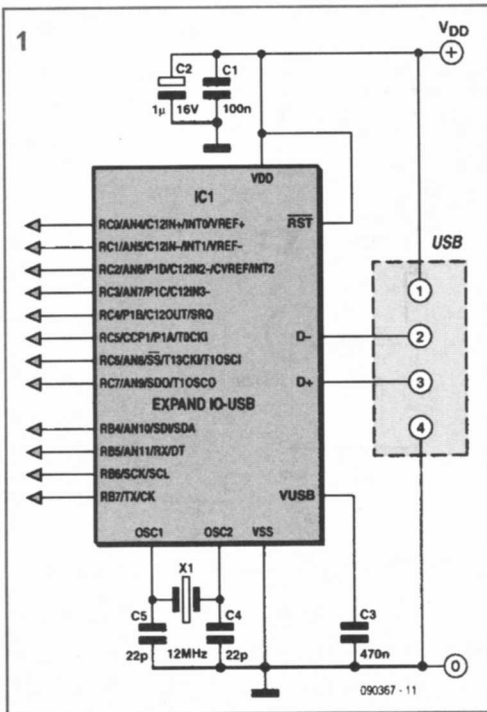 1
VDD
C2
C1
1µ
16V
100n
VDD
IC1
RST
USB
RC0/AN4/C12IN+/INT0/VREF+
RC1/AN5/C12IN-/INT1/VREF-
RC2/AN6/P1D/C12IN2-/CVREF/INT2
RC3/AN7/P1C/C12IN3-
RC4/P1B/C12OUT/SRQ
RC5/CCP1/P1A/T0CKI
RC6/AN8/SS/T13CKI/T1OSCI
RC7/AN9/SDO/T1OSCO
EXPAND IO-USB
RB4/AN10/SDI/SDA
RB5/AN11/RX/DT
RB6/SCK/SCL
RB7/TX/CK
D-
D+
1
2
3
4
VUSB
OSC1
OSC2
VSS
X1
C5
C4
C3
22p
12MHz
22p
470n
0
090367 - 11